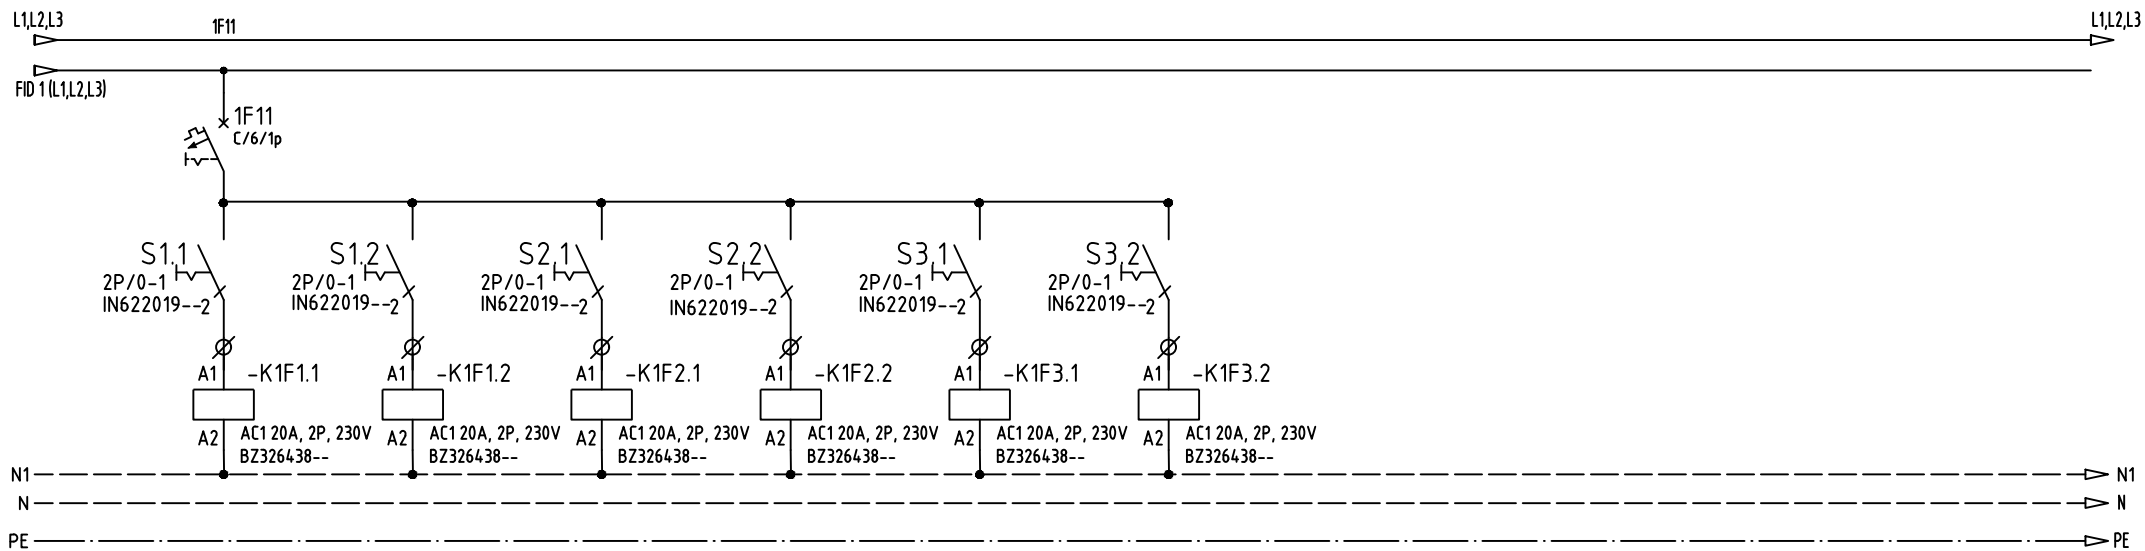 L1,L2,L3
1F11
L1,L2,L3
FID 1 (L1,L2,L3)
1F11
C/6/1p
S1.1
2P/0-1
IN622019--2
S1.2
2P/0-1
IN622019--2
S2.1
2P/0-1
IN622019--2
S2.2
2P/0-1
IN622019--2
S3.1
2P/0-1
IN622019--2
S3.2
2P/0-1
IN622019--2
A1 -K1F1.1
A1 -K1F1.2
A1 -K1F2.1
A1 -K1F2.2
A1 -K1F3.1
A1 -K1F3.2
A2 AC1 20A, 2P, 230V
BZ326438--
A2 AC1 20A, 2P, 230V
BZ326438--
A2 AC1 20A, 2P, 230V
BZ326438--
A2 AC1 20A, 2P, 230V
BZ326438--
A2 AC1 20A, 2P, 230V
BZ326438--
A2 AC1 20A, 2P, 230V
BZ326438--
N1 N1
N N
PE PE